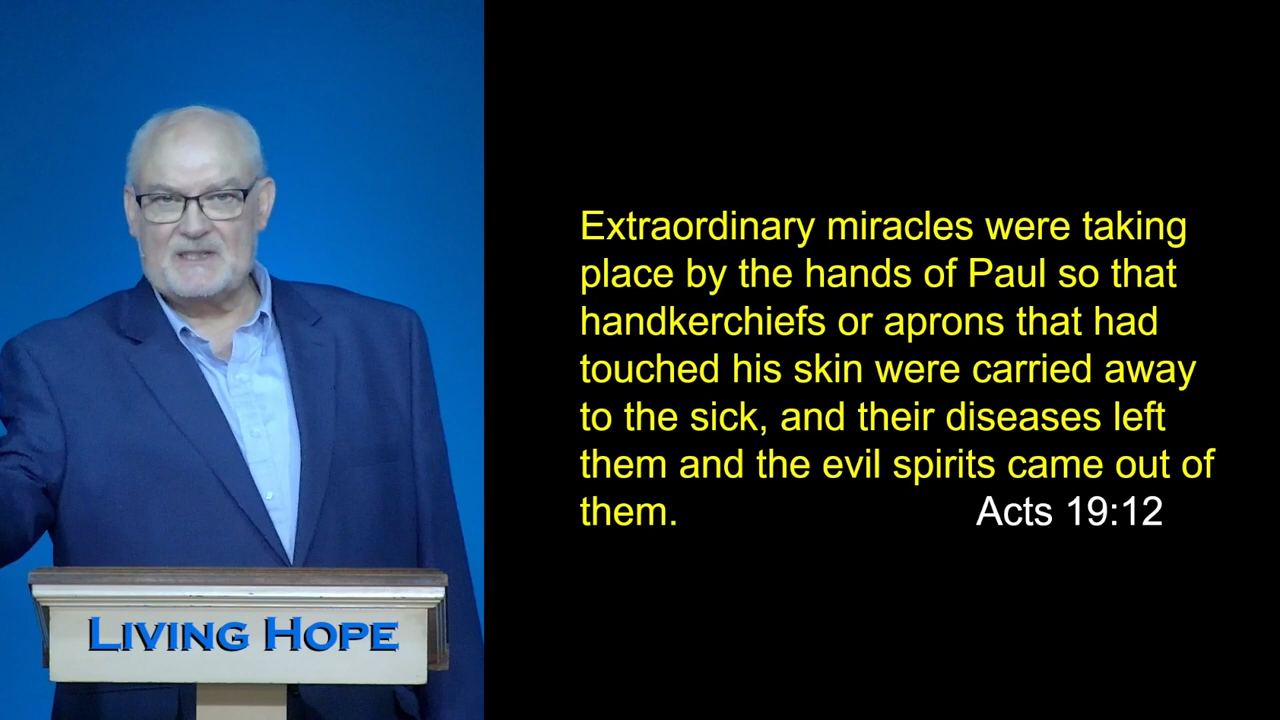 Extraordinary miracles were taking
place by the hands of Paul so that
handkerchiefs or aprons that had
touched his skin were carried away
to the sick, and their diseases left
them and the evil spirits came out of
them. Acts 19:12
LIVING HOPE